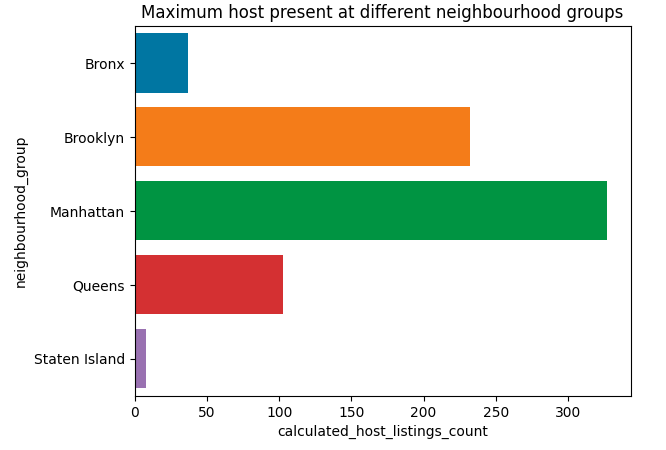 Maximum host present at different neighbourhood groups
neighbourhood_group
Bronx
Brooklyn
Manhattan
Queens
Staten Island
0 50 100 150 200 250 300
calculated_host_listings_count